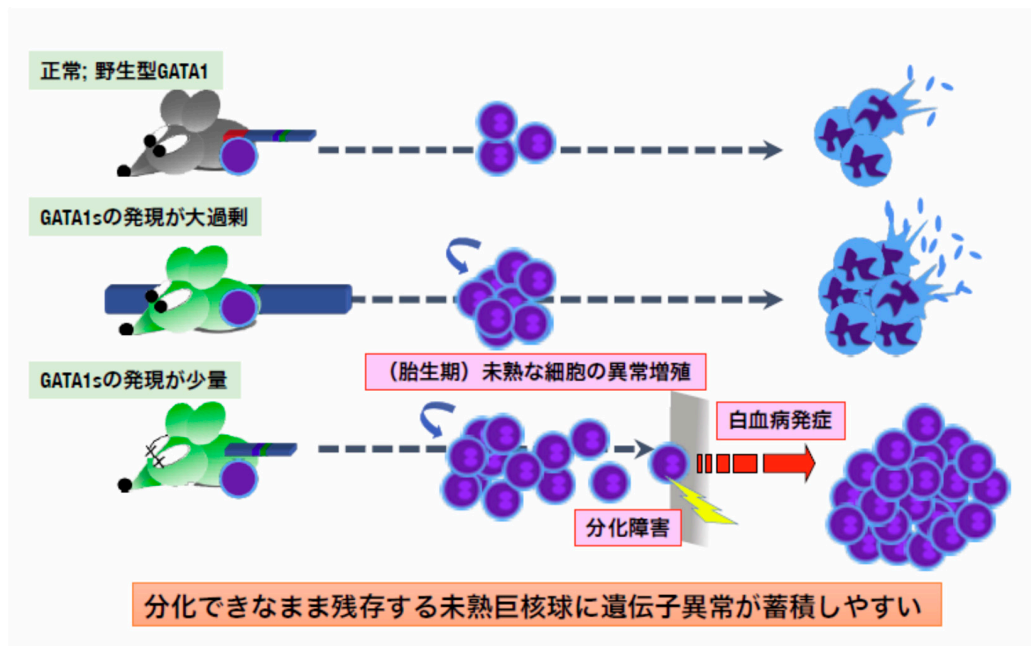 正常; 野生型GATA1
GATA1sの発現が大過剰
(胎生期)未熟な細胞の異常増殖
GATA1sの発現が少量
白血病発症
分化障害
分化できなまま残存する未熟巨核球に遺伝子異常が蓄積しやすい